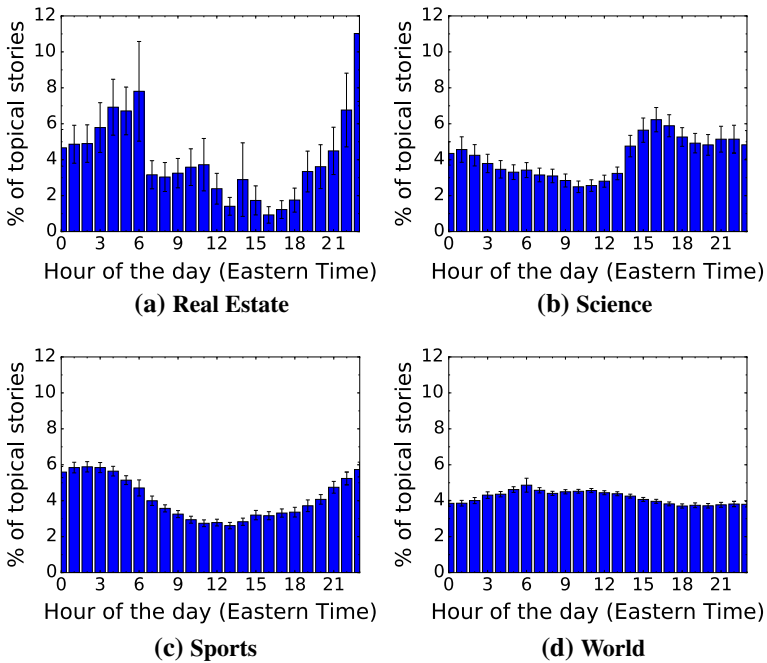 12
10
8
6
4
2
0
% of topical stories
0 3 6 9 12 15 18 21
Hour of the day (Eastern Time)
(a) Real Estate
12
10
8
6
4
2
0
% of topical stories
0 3 6 9 12 15 18 21
Hour of the day (Eastern Time)
(b) Science
12
10
8
6
4
2
0
% of topical stories
0 3 6 9 12 15 18 21
Hour of the day (Eastern Time)
(c) Sports
12
10
8
6
4
2
0
% of topical stories
0 3 6 9 12 15 18 21
Hour of the day (Eastern Time)
(d) World